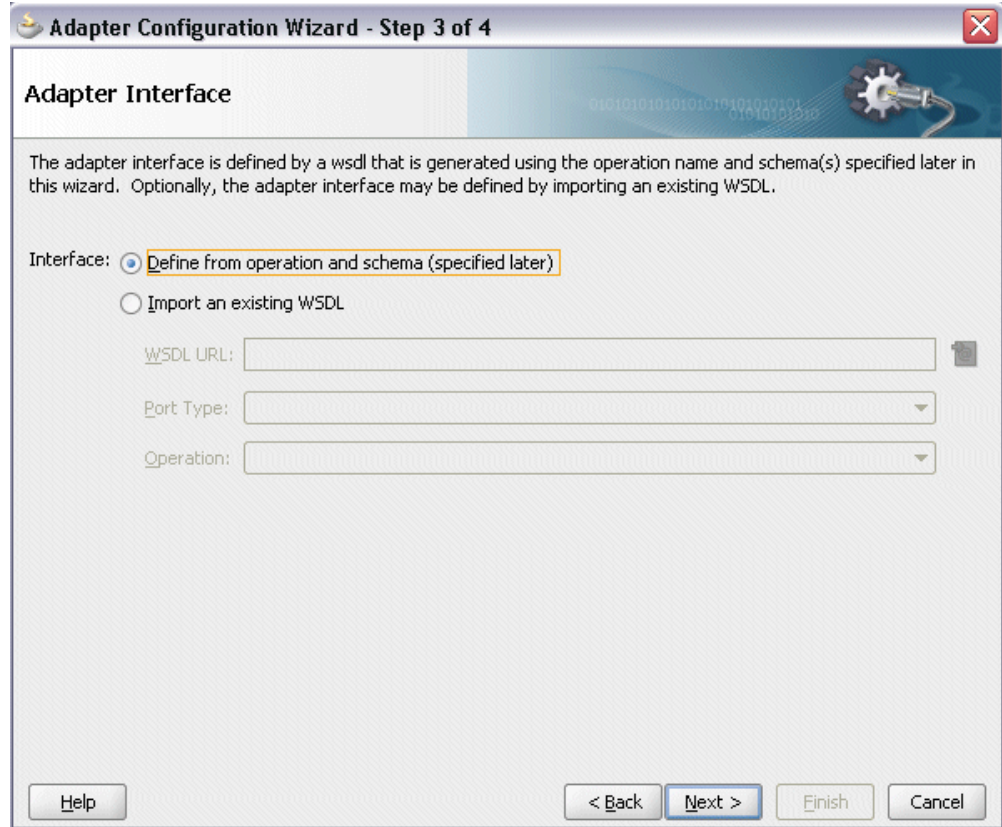 Adapter Configuration Wizard - Step 3 of 4
Adapter Interface
The adapter interface is defined by a wsdl that is generated using the operation name and schema(s) specified later in
this wizard. Optionally, the adapter interface may be defined by importing an existing WSDL.
Interface: Define from operation and schema (specified later)
Import an existing WSDL
WSDL URL:
Port Type:
Operation:
Help < Back Next > Finish Cancel